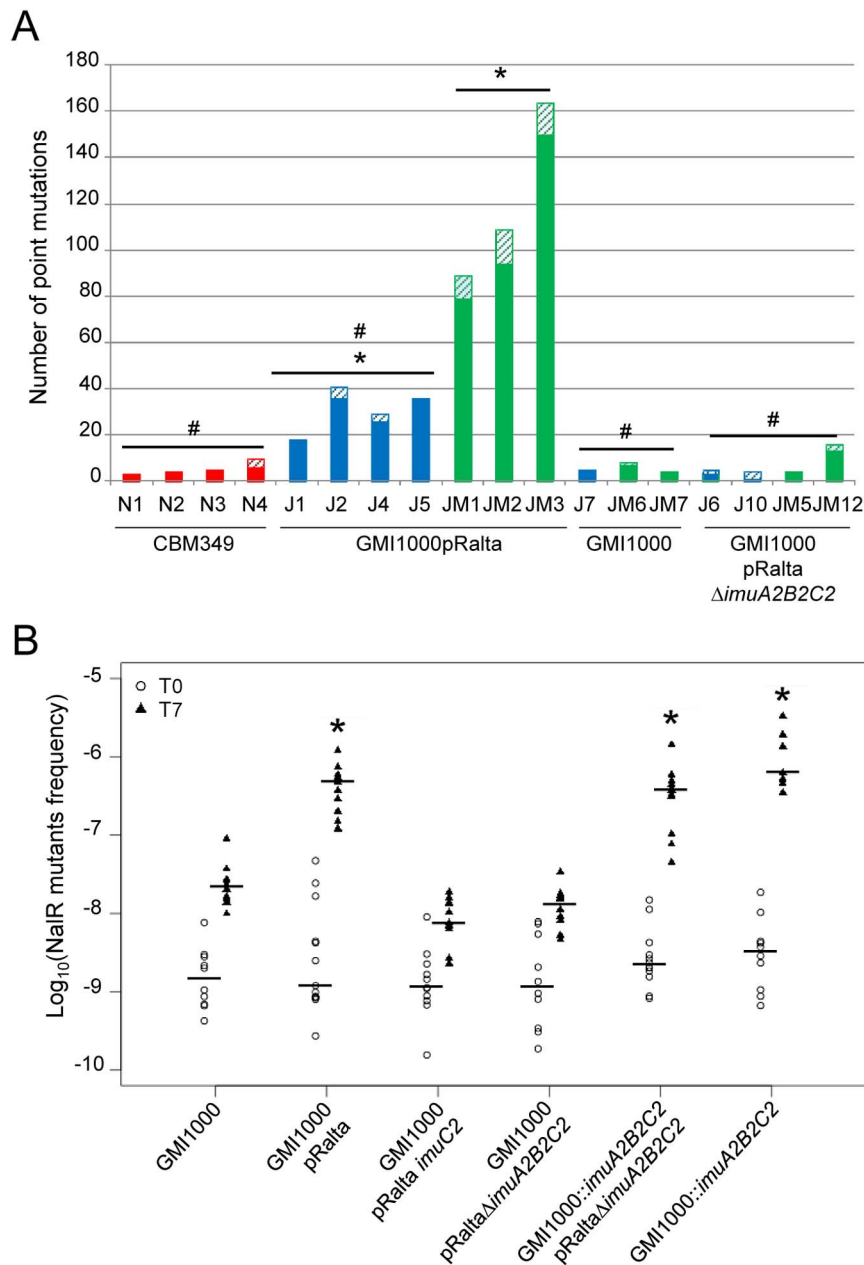 A
Number of point mutations
180
160
140
120
100
80
60
40
20
0
#
#
*
*
#
#
N1 N2 N3 N4 J1 J2 J4 J5 JM1 JM2 JM3 J7 JM6 JM7 J6 J10 JM5 JM12
CBM349 GMI1000pRalta GMI1000 GMI1000
pRalta
ΔimuA2B2C2
B
Log10(NalR mutants frequency)
-5
-6
-7
-8
-9
-10
○ T0
▲ T7
*
*
*
GMI1000
GMI1000
pRalta
GMI1000
pRalta imuC2
GMI1000
pRaltaΔimuA2B2C2
GMI1000::imuA2B2C2
pRaltaΔimuA2B2C2
GMI1000::imuA2B2C2